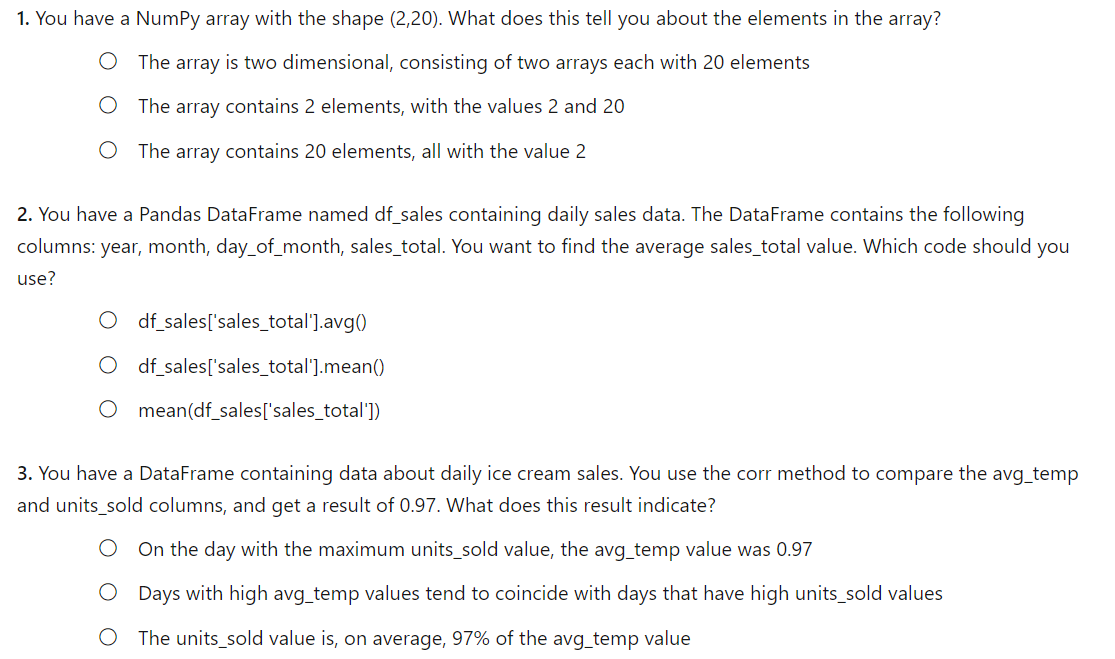 1. You have a NumPy array with the shape (2,20). What does this tell you about the elements in the array?
The array is two dimensional, consisting of two arrays each with 20 elements
The array contains 2 elements, with the values 2 and 20
The array contains 20 elements, all with the value 2
2. You have a Pandas DataFrame named df_sales containing daily sales data. The DataFrame contains the following
columns: year, month, day_of_month, sales_total. You want to find the average sales_total value. Which code should you
use?
df_sales['sales_total'].avg()
df_sales['sales_total'].mean()
mean(df_sales['sales_total'])
3. You have a DataFrame containing data about daily ice cream sales. You use the corr method to compare the avg_temp
and units_sold columns, and get a result of 0.97. What does this result indicate?
On the day with the maximum units_sold value, the avg_temp value was 0.97
Days with high avg_temp values tend to coincide with days that have high units_sold values
The units_sold value is, on average, 97% of the avg_temp value